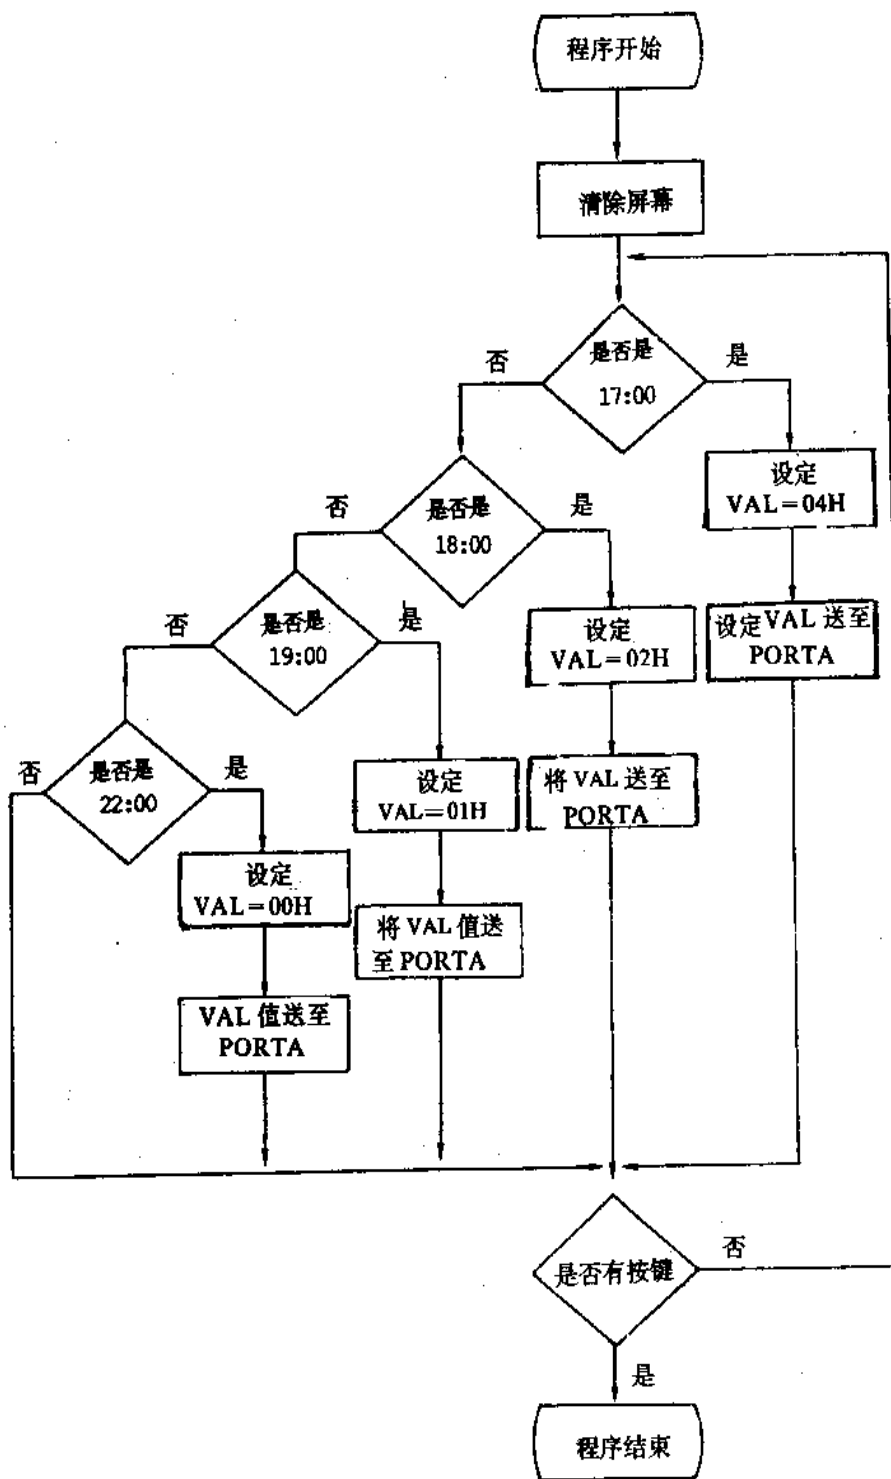 程序开始
清除屏幕
否
是否是
17:00
是
设定
VAL=04H
否
是否是
18:00
是
设定VAL送至
PORTA
否
是否是
19:00
是
设定
VAL=02H
否
是否是
22:00
是
设定
VAL=01H
将VAL送至
PORTA
设定
VAL=00H
将VAL值送
至PORTA
VAL值送至
PORTA
是否有按键
否
是
程序结束